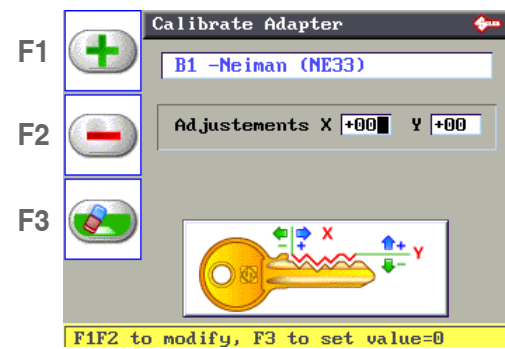 Calibrate Adapter
F1
B1 -Neiman (NE33)
F2
Adjustements X +00 Y +00
F3
X
- +
+ Y
-
F1F2 to modify, F3 to set value=0